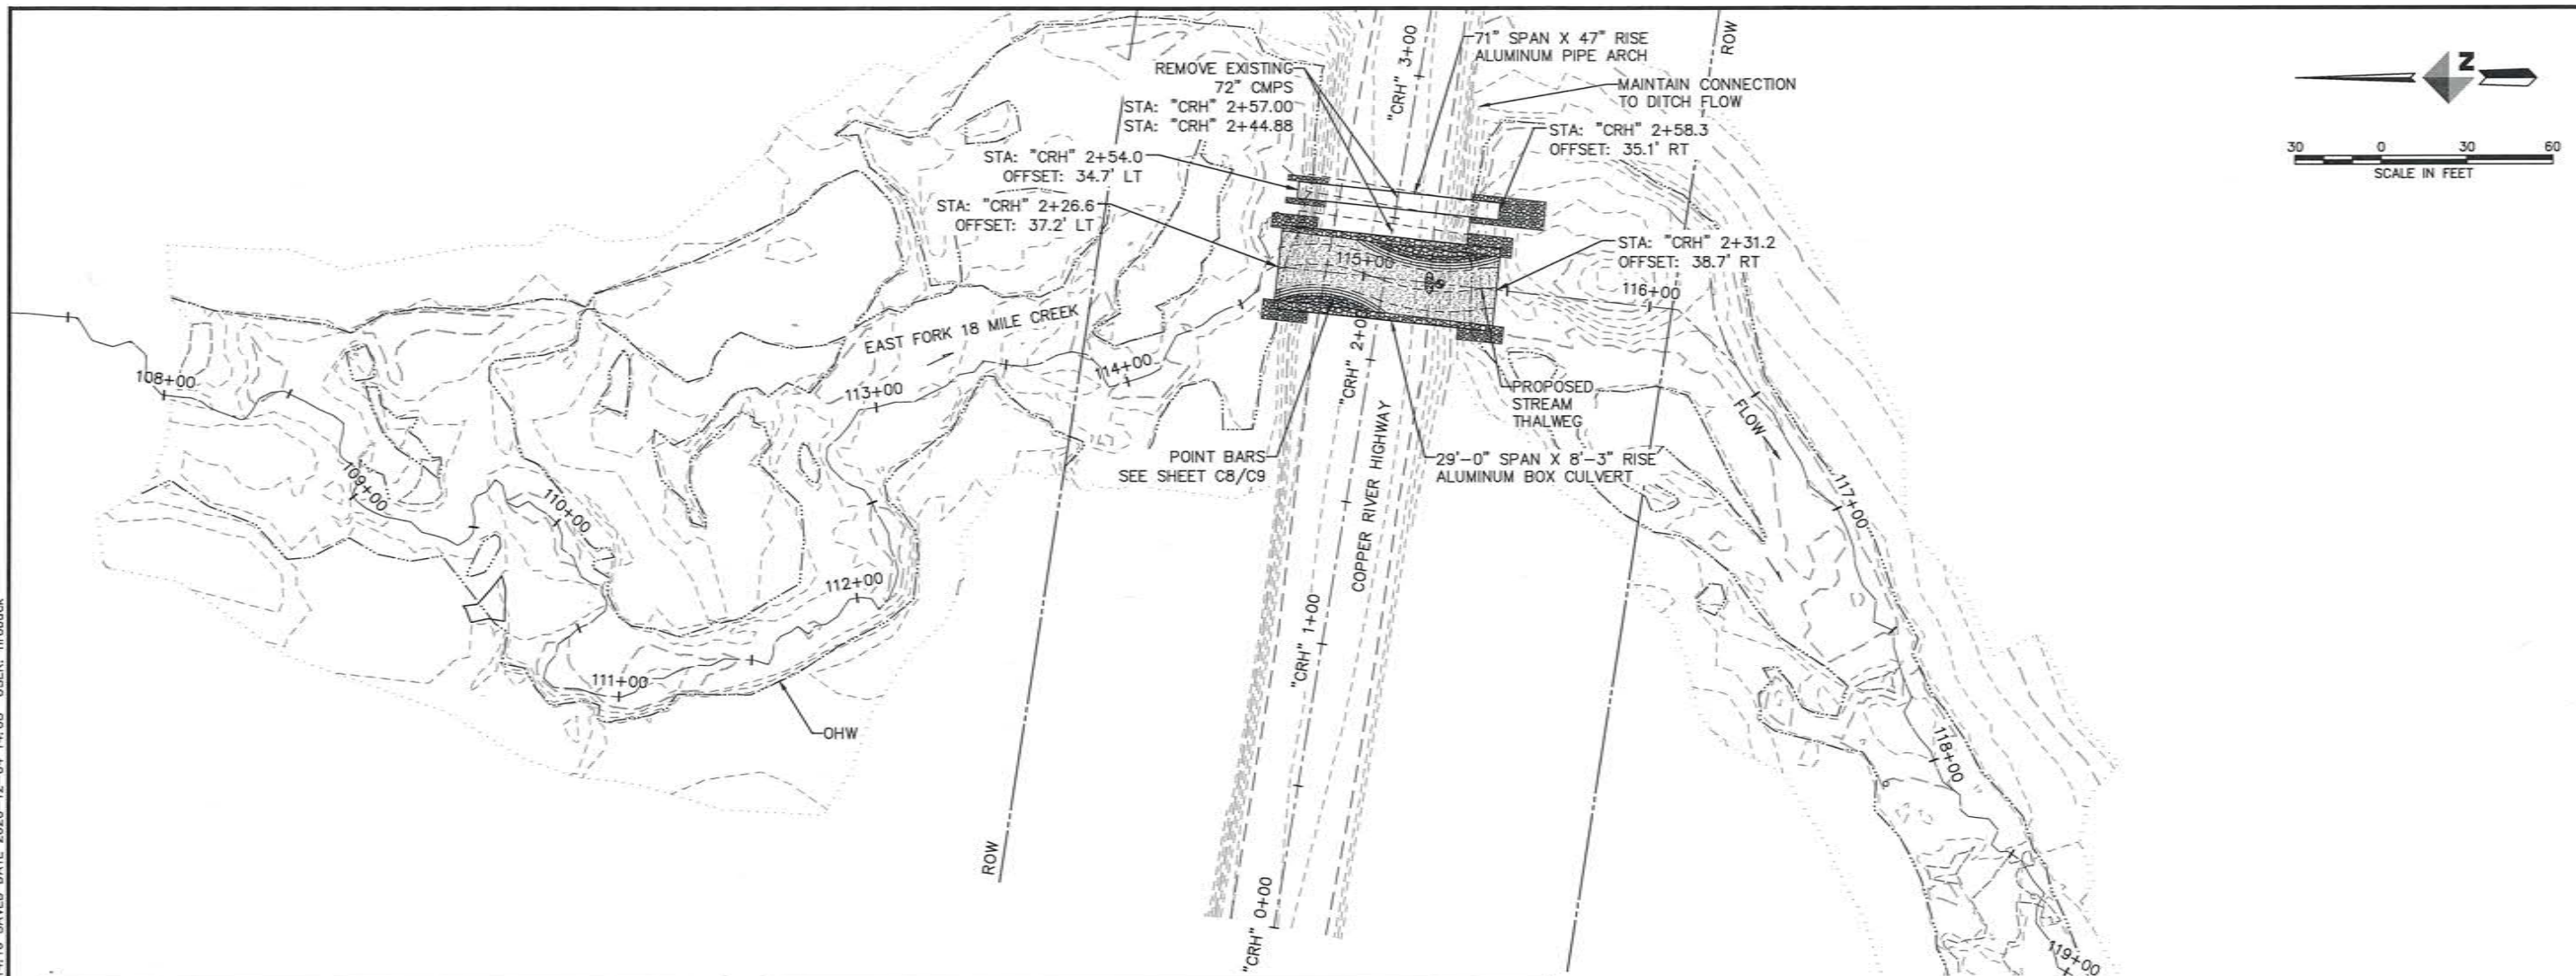 "CRH" 3+00
71" SPAN X 47" RISE
ALUMINUM PIPE ARCH
ROW
REMOVE EXISTING
72" CMPS
STA: "CRH" 2+57.00
STA: "CRH" 2+44.88
MAINTAIN CONNECTION
TO DITCH FLOW
STA: "CRH" 2+58.3
OFFSET: 35.1' RT
STA: "CRH" 2+54.0
OFFSET: 34.7' LT
STA: "CRH" 2+26.6
OFFSET: 37.2' LT
STA: "CRH" 2+31.2
OFFSET: 38.7' RT
Z
30 0 30 60
SCALE IN FEET
115+00
116+00
EAST FORK 18 MILE CREEK
108+00
113+00
114+00
"CRH" 2+0
PROPOSED
STREAM
THALWEG
FLOW
POINT BARS
SEE SHEET C8/C9
COPPER RIVER HIGHWAY
29'-0" SPAN X 8'-3" RISE
ALUMINUM BOX CULVERT
109+00
110+00
117+00
112+00
111+00
"CRH" 1+00
OHW
118+00
ROW
"CRH" 0+00
119+00